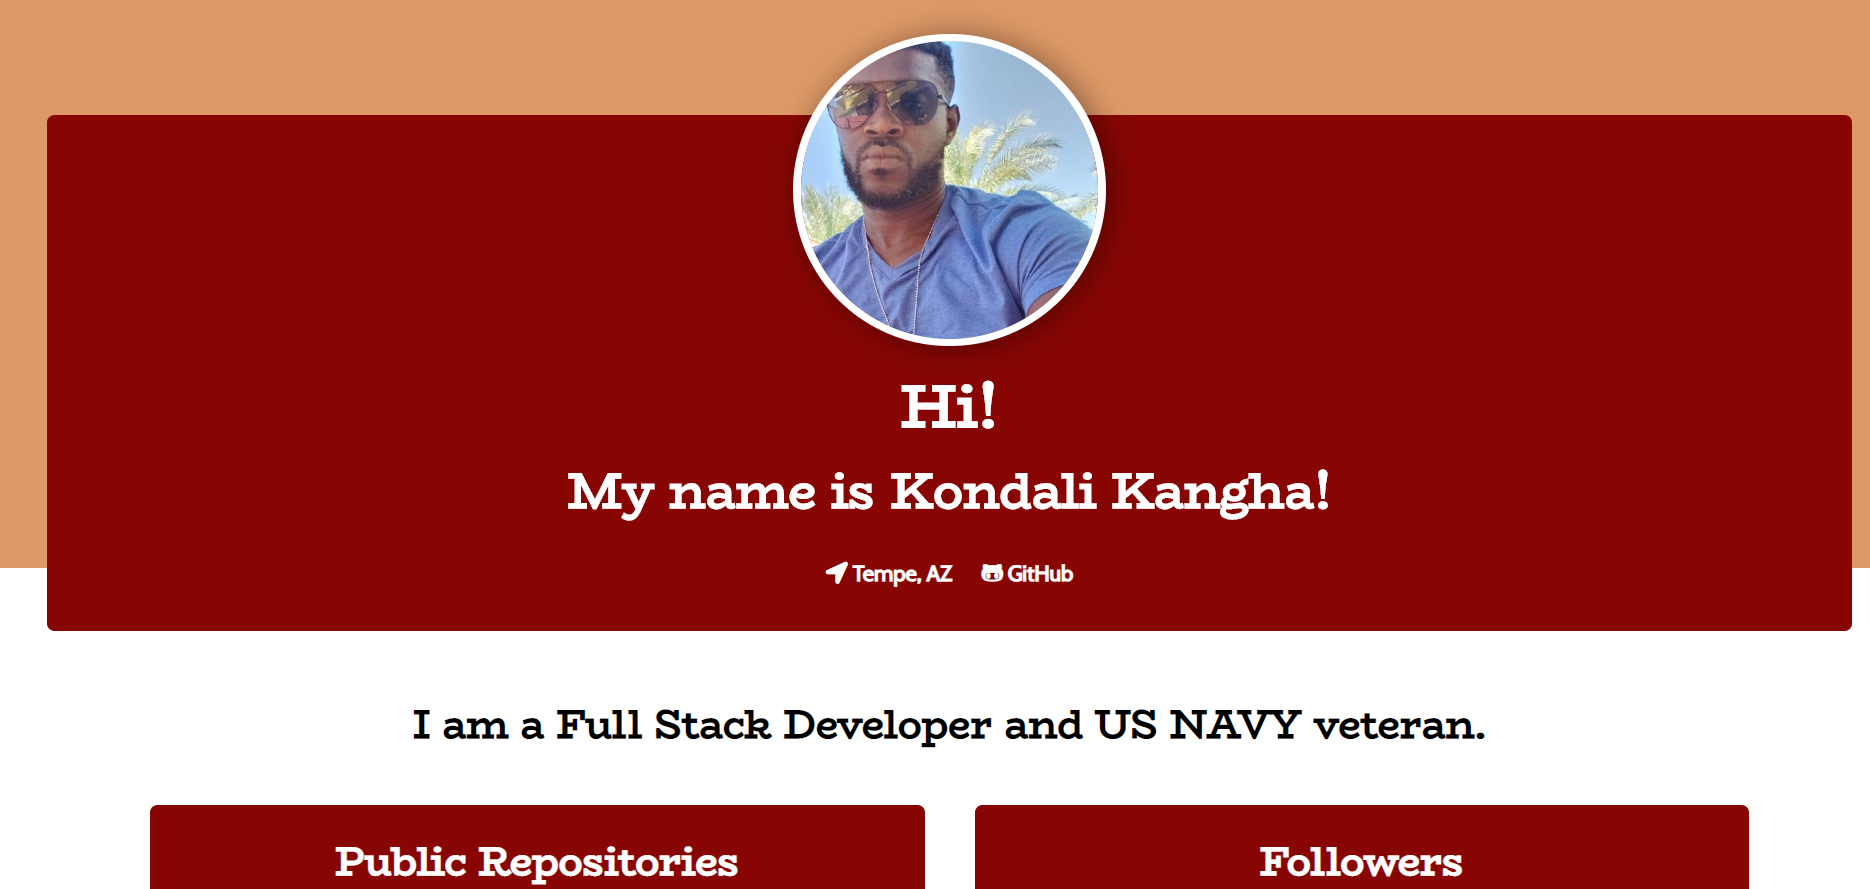 Hi!
My name is Kondali Kangha!
Tempe, AZ GitHub
I am a Full Stack Developer and US NAVY veteran.
Public Repositories
Followers